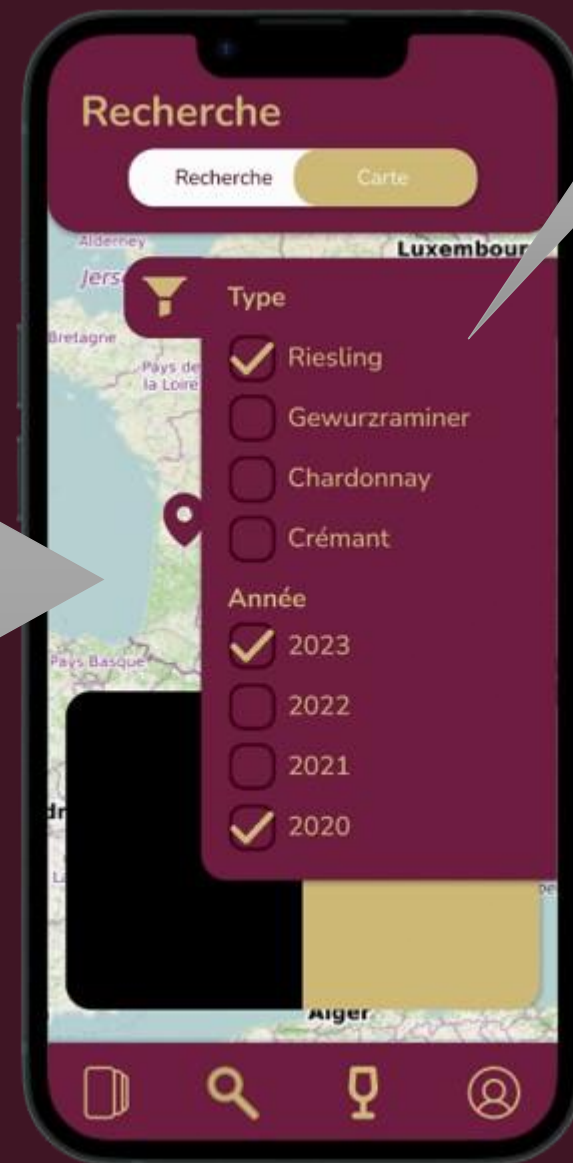 Recherche
Recherche
Carte
Alderney
Luxembour
Jers
Type
Bretagne
Pays de
la Loire
Riesling
Gewurzraminer
Chardonnay
Crémant
Année
2023
Pays Basque
2022
2021
2020
Alger